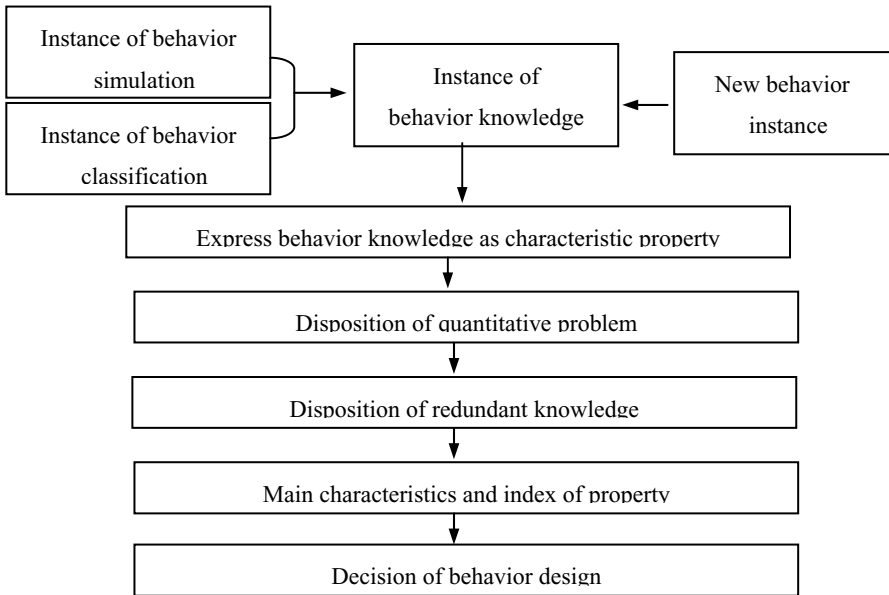 Instance of behavior
simulation
Instance of behavior
classification
Instance of
behavior knowledge
New behavior
instance
Express behavior knowledge as characteristic property
Disposition of quantitative problem
Disposition of redundant knowledge
Main characteristics and index of property
Decision of behavior design